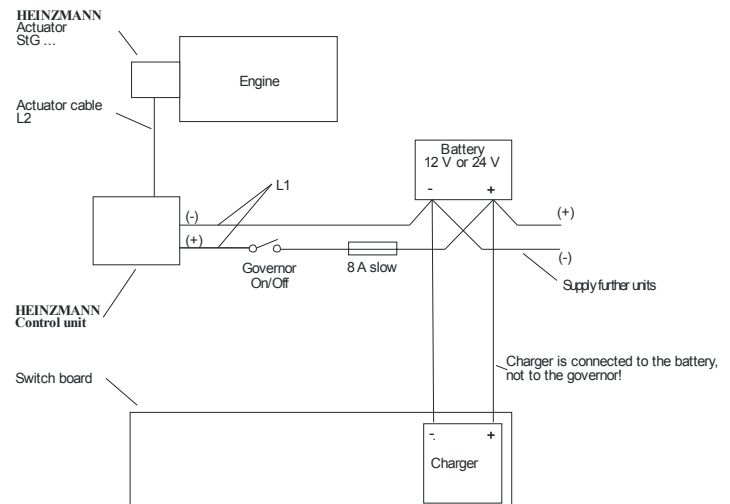 HEINZMANN
Actuator
StG ...
Engine
Actuator cable
L2
Battery
12 V or 24 V
- +
L1
(-)
(+)
(+)
(-)
Governor
On/Off
8 A slow
Supply further units
HEINZMANN
Control unit
Charger is connected to the battery,
not to the governor!
Switch board
- +
Charger